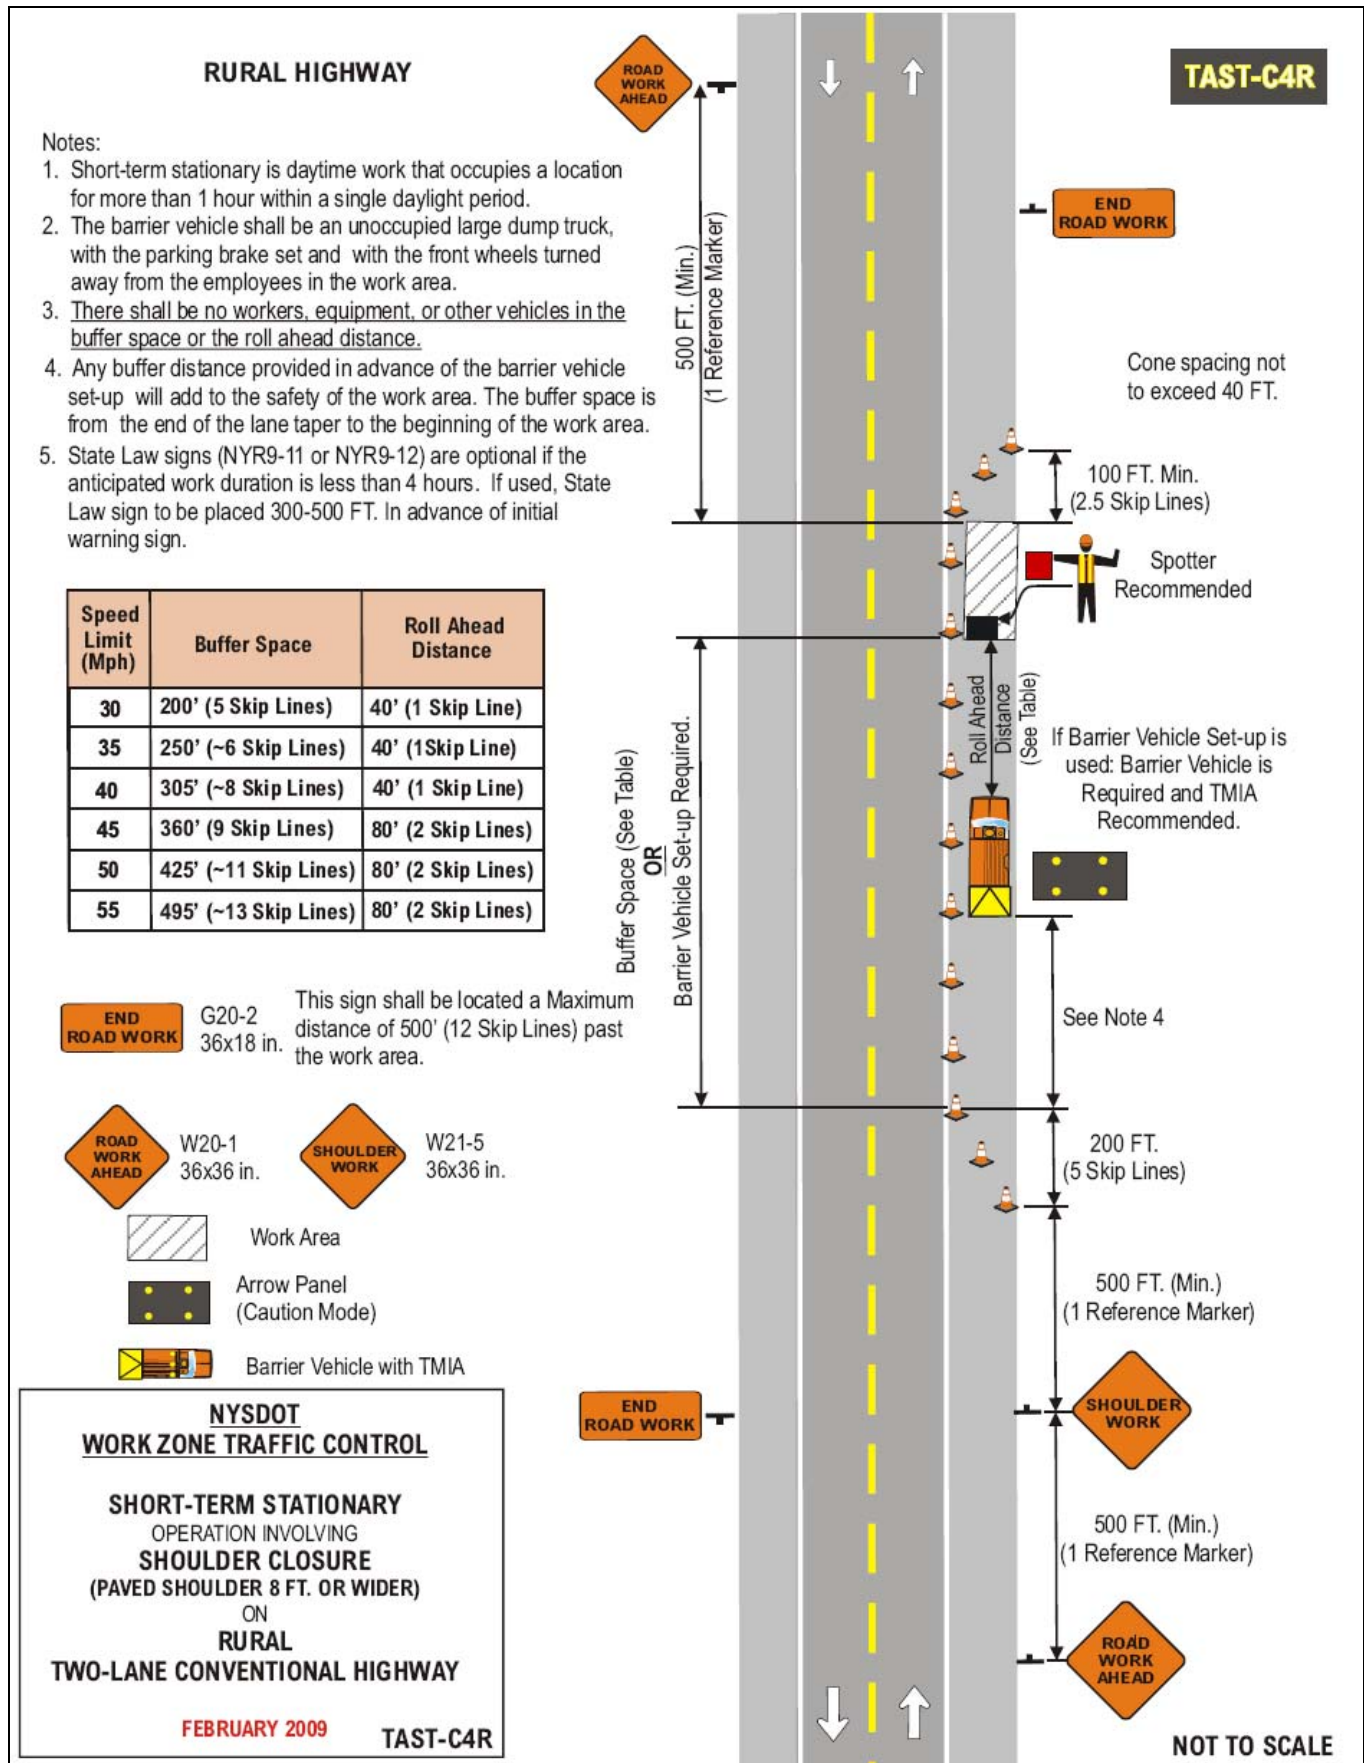 RURAL HIGHWAY
TAST-C4R
Notes:
1. Short-term stationary is daytime work that occupies a location
for more than 1 hour within a single daylight period.
2. The barrier vehicle shall be an unoccupied large dump truck,
with the parking brake set and with the front wheels turned
away from the employees in the work area.
3. There shall be no workers, equipment, or other vehicles in the
buffer space or the roll ahead distance.
4. Any buffer distance provided in advance of the barrier vehicle
set-up will add to the safety of the work area. The buffer space is
from the end of the lane taper to the beginning of the work area.
5. State Law signs (NYR9-11 or NYR9-12) are optional if the
anticipated work duration is less than 4 hours. If used, State
Law sign to be placed 300-500 FT. In advance of initial
warning sign.
Speed
Limit
(Mph)
Buffer Space
Roll Ahead
Distance
30 200' (5 Skip Lines) 40' (1 Skip Line)
35 250' (~6 Skip Lines) 40' (1Skip Line)
40 305' (~8 Skip Lines) 40' (1 Skip Line)
45 360' (9 Skip Lines) 80' (2 Skip Lines)
50 425' (~11 Skip Lines) 80' (2 Skip Lines)
55 495' (~13 Skip Lines) 80' (2 Skip Lines)
END
ROAD WORK
G20-2
36x18 in.
This sign shall be located a Maximum
distance of 500' (12 Skip Lines) past
the work area.
ROAD
WORK
AHEAD
W20-1
36x36 in.
SHOULDER
WORK
W21-5
36x36 in.
Work Area
Arrow Panel
(Caution Mode)
Barrier Vehicle with TMIA
NYSDOT
WORK ZONE TRAFFIC CONTROL
SHORT-TERM STATIONARY
OPERATION INVOLVING
SHOULDER CLOSURE
(PAVED SHOULDER 8 FT. OR WIDER)
ON
RURAL
TWO-LANE CONVENTIONAL HIGHWAY
FEBRUARY 2009
TAST-C4R
ROAD
WORK
AHEAD
500 FT. (Min.)
(1 Reference Marker)
END
ROAD WORK
Cone spacing not
to exceed 40 FT.
100 FT. Min.
(2.5 Skip Lines)
Spotter
Recommended
Roll Ahead
Distance
(See Table)
If Barrier Vehicle Set-up is
used: Barrier Vehicle is
Required and TMIA
Recommended.
Buffer Space (See Table)
OR
Barrier Vehicle Set-up Required.
See Note 4
200 FT.
(5 Skip Lines)
500 FT. (Min.)
(1 Reference Marker)
END
ROAD WORK
SHOULDER
WORK
500 FT. (Min.)
(1 Reference Marker)
ROAD
WORK
AHEAD
NOT TO SCALE